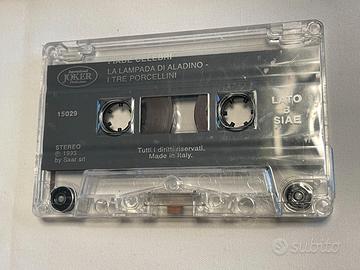 JOKER
FIABE CELEBRI
LA LAMPADA DI ALADINO -
I TRE PORCELLINI
15029
LATO
B
SIAE
STEREO
℗ 1993
by Saar srl
Tutti i diritti riservati.
Made in Italy.
subito